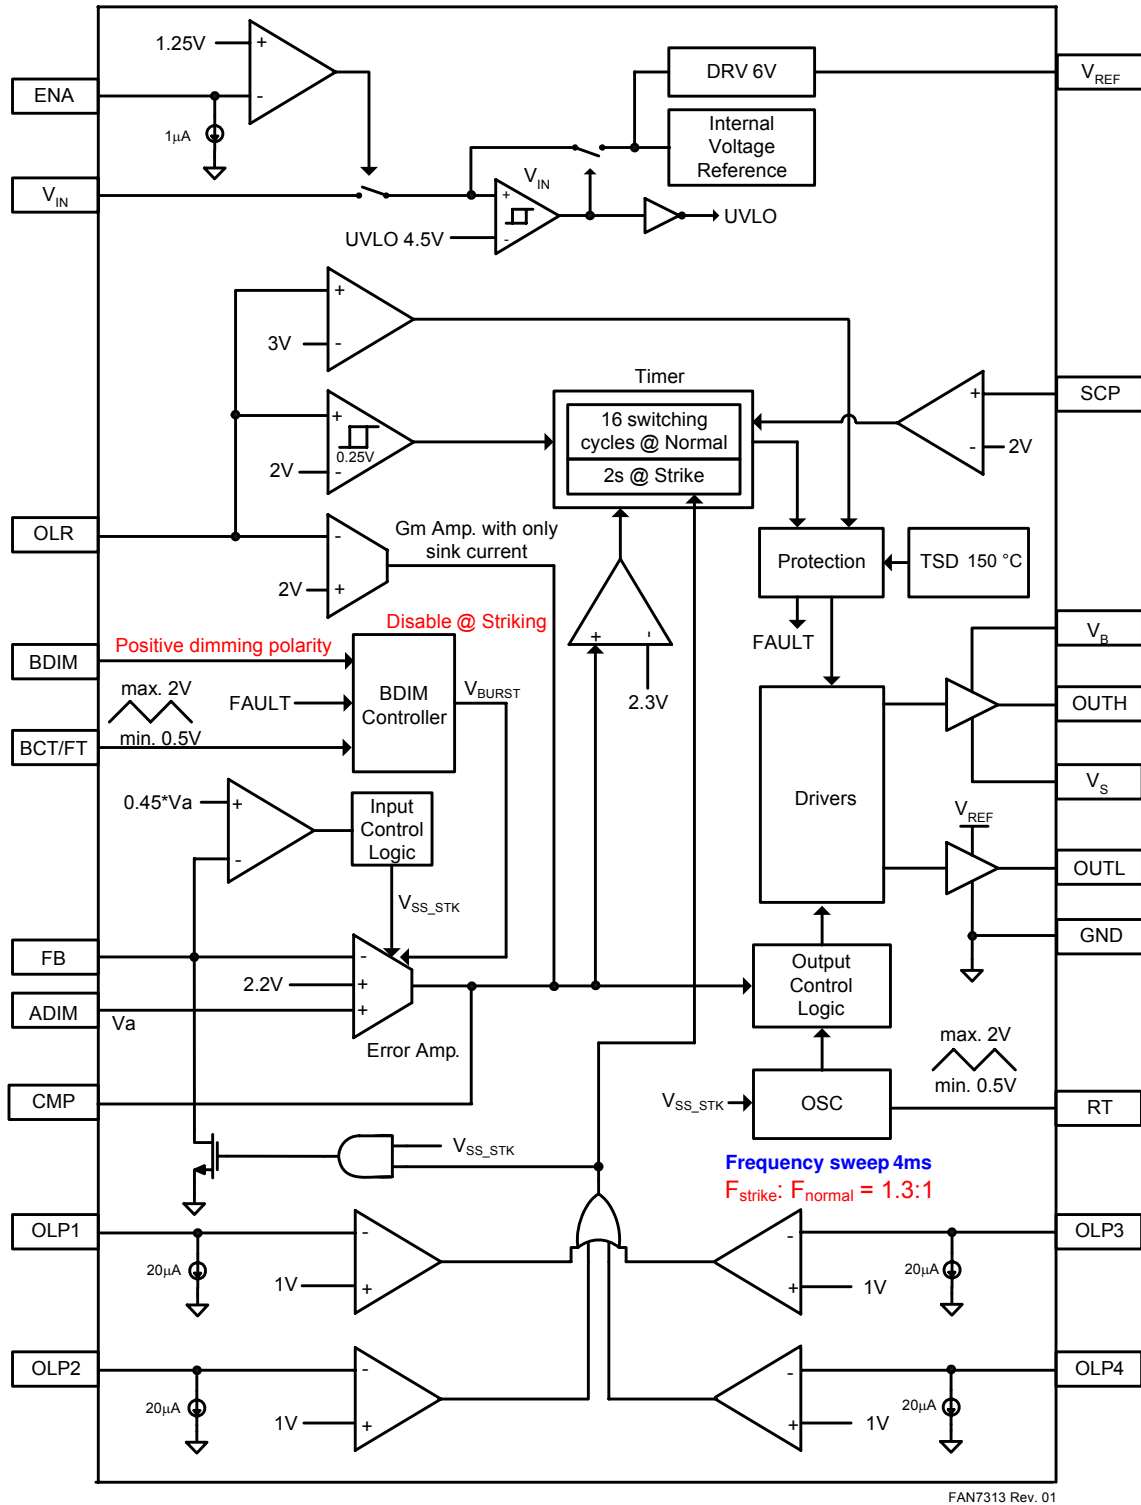 1.25V
+
-
ENA
1µA
DRV 6V
VREF
Internal
Voltage
Reference
VIN
VIN
+
-
UVLO 4.5V
UVLO
+
3V
-
Timer
16 switching
cycles @ Normal
2s @ Strike
+
-
SCP
2V
+
0.25V
2V
-
OLR
-
2V
+
Gm Amp. with only
sink current
Protection
TSD 150 °C
FAULT
+
-
2.3V
Disable @ Striking
Positive dimming polarity
BDIM
max. 2V
min. 0.5V
BCT/FT
FAULT
BDIM
Controller
VBURST
VB
OUTH
VS
Drivers
VREF
OUTL
GND
0.45*Va
+
-
Input
Control
Logic
VSS_STK
FB
-
2.2V
+
ADIM
Va
+
Error Amp.
Output
Control
Logic
max. 2V
min. 0.5V
CMP
VSS_STK
OSC
RT
VSS_STK
Frequency sweep 4ms
Fstrike: Fnormal = 1.3:1
OLP1
20µA
-
1V
+
OLP3
-
+
1V
20µA
OLP2
20µA
-
1V
+
OLP4
-
+
1V
20µA
FAN7313 Rev. 01